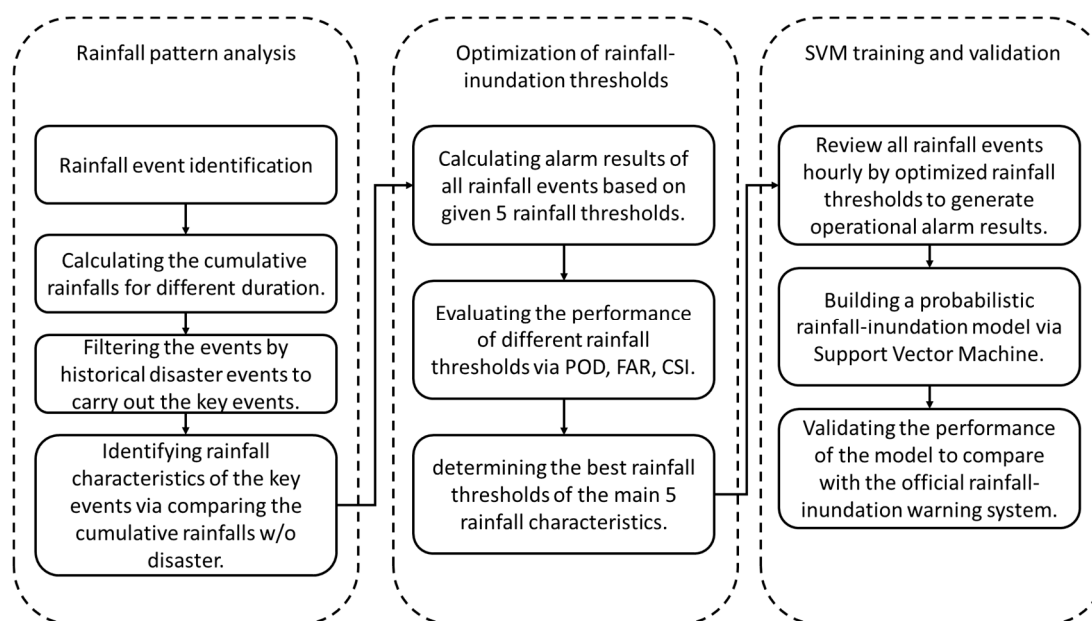 Rainfall pattern analysis
Rainfall event identification
Calculating the cumulative
rainfalls for different duration.
Filtering the events by
historical disaster events to
carry out the key events.
Identifying rainfall
characteristics of the key
events via comparing the
cumulative rainfalls w/o
disaster.
Optimization of rainfall-
inundation thresholds
Calculating alarm results of
all rainfall events based on
given 5 rainfall thresholds.
Evaluating the performance
of different rainfall
thresholds via POD, FAR, CSI.
determining the best rainfall
thresholds of the main 5
rainfall characteristics.
SVM training and validation
Review all rainfall events
hourly by optimized rainfall
thresholds to generate
operational alarm results.
Building a probabilistic
rainfall-inundation model via
Support Vector Machine.
Validating the performance
of the model to compare
with the official rainfall-
inundation warning system.